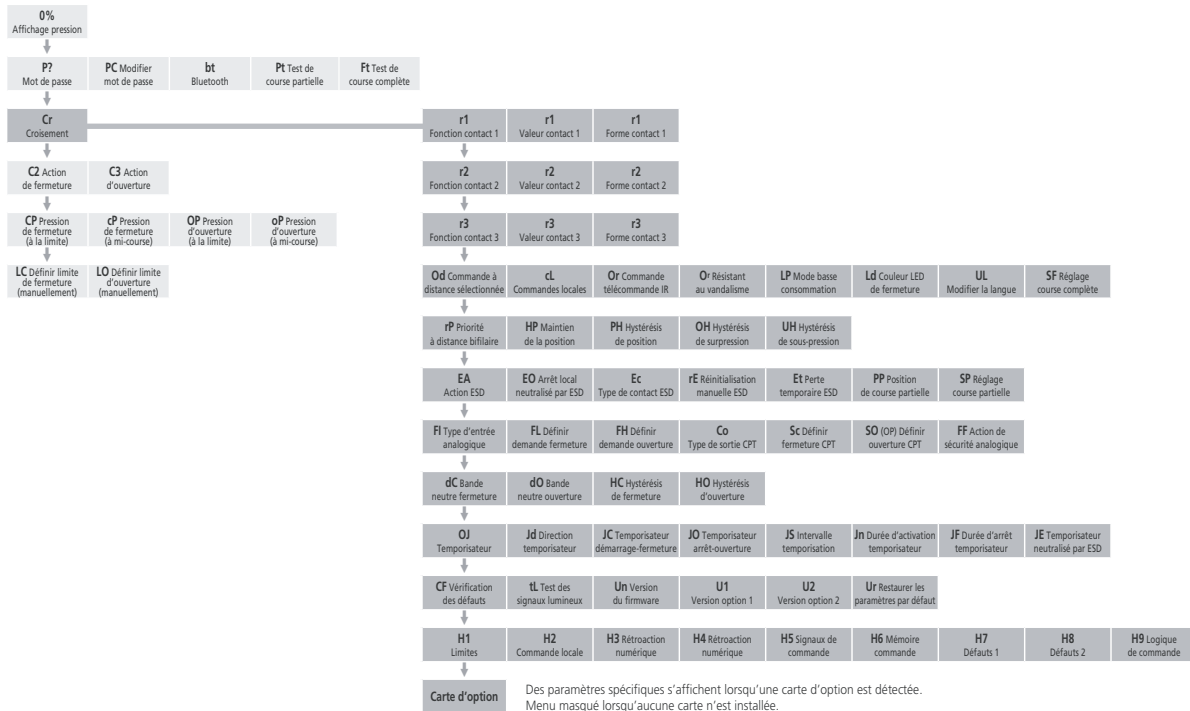 0%
Affichage pression
P?
Mot de passe
PC Modifier
mot de passe
bt
Bluetooth
Pt Test de
course partielle
Ft Test de
course complète
Cr
Croisement
r1
Fonction contact 1
r1
Valeur contact 1
r1
Forme contact 1
C2 Action
de fermeture
C3 Action
d'ouverture
r2
Fonction contact 2
r2
Valeur contact 2
r2
Forme contact 2
CP Pression
de fermeture
(à la limite)
cP Pression
de fermeture
(à mi-course)
OP Pression
d'ouverture
(à la limite)
oP Pression
d'ouverture
(à mi-course)
r3
Fonction contact 3
r3
Valeur contact 3
r3
Forme contact 3
LC Définir limite
de fermeture
(manuellement)
LO Définir limite
d'ouverture
(manuellement)
Od Commande à
distance sélectionnée
cL
Commandes locales
Or Commande
télécommande IR
Or Résistant
au vandalisme
LP Mode basse
consommation
Ld Couleur LED
de fermeture
UL
Modifier la langue
SF Réglage
course complète
rP Priorité
à distance bifilaire
HP Maintien
de la position
PH Hystérésis
de position
OH Hystérésis
de surpression
UH Hystérésis
de sous-pression
EA
Action ESD
EO Arrêt local
neutralisé par ESD
Ec
Type de contact ESD
rE Réinitialisation
manuelle ESD
Et Perte
temporaire ESD
PP Position
de course partielle
SP Réglage
course partielle
FI Type d'entrée
analogique
FL Définir
demande fermeture
FH Définir
demande ouverture
Co
Type de sortie CPT
Sc Définir
fermeture CPT
SO (OP) Définir
ouverture CPT
FF Action de
sécurité analogique
dC Bande
neutre fermeture
dO Bande
neutre ouverture
HC Hystérésis
de fermeture
HO Hystérésis
d'ouverture
OJ
Temporisateur
Jd Direction
temporisateur
JC Temporisateur
démarrage-fermeture
JO Temporisateur
arrêt-ouverture
JS Intervalle
temporisation
Jn Durée d'activation
temporisateur
JF Durée d'arrêt
temporisateur
JE Temporisateur
neutralisé par ESD
CF Vérification
des défauts
tL Test des
signaux lumineux
Un Version
du firmware
U1
Version option 1
U2
Version option 2
Ur Restaurer les
paramètres par défaut
H1
Limites
H2
Commande locale
H3 Rétroaction
numérique
H4 Rétroaction
numérique
H5 Signaux de
commande
H6 Mémoire
commande
H7
Défauts 1
H8
Défauts 2
H9 Logique
de commande
Carte d'option
Des paramètres spécifiques s'affichent lorsqu'une carte d'option est détectée.
Menu masqué lorsqu'aucune carte n'est installée.